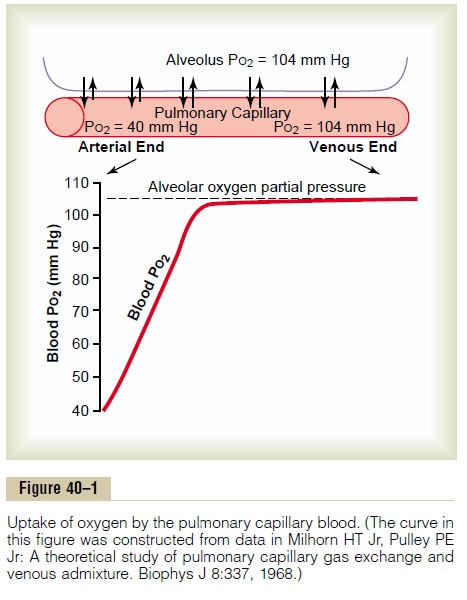 Alveolus PO2 = 104 mm Hg
Pulmonary Capillary
PO2 = 40 mm Hg
PO2 = 104 mm Hg
Arterial End
Venous End
110
Alveolar oxygen partial pressure
100
90
80
70
60
50
40
Blood PO2 (mm Hg)
Blood PO2
Figure 40–1
Uptake of oxygen by the pulmonary capillary blood. (The curve in
this figure was constructed from data in Milhorn HT Jr, Pulley PE
Jr: A theoretical study of pulmonary capillary gas exchange and
venous admixture. Biophys J 8:337, 1968.)